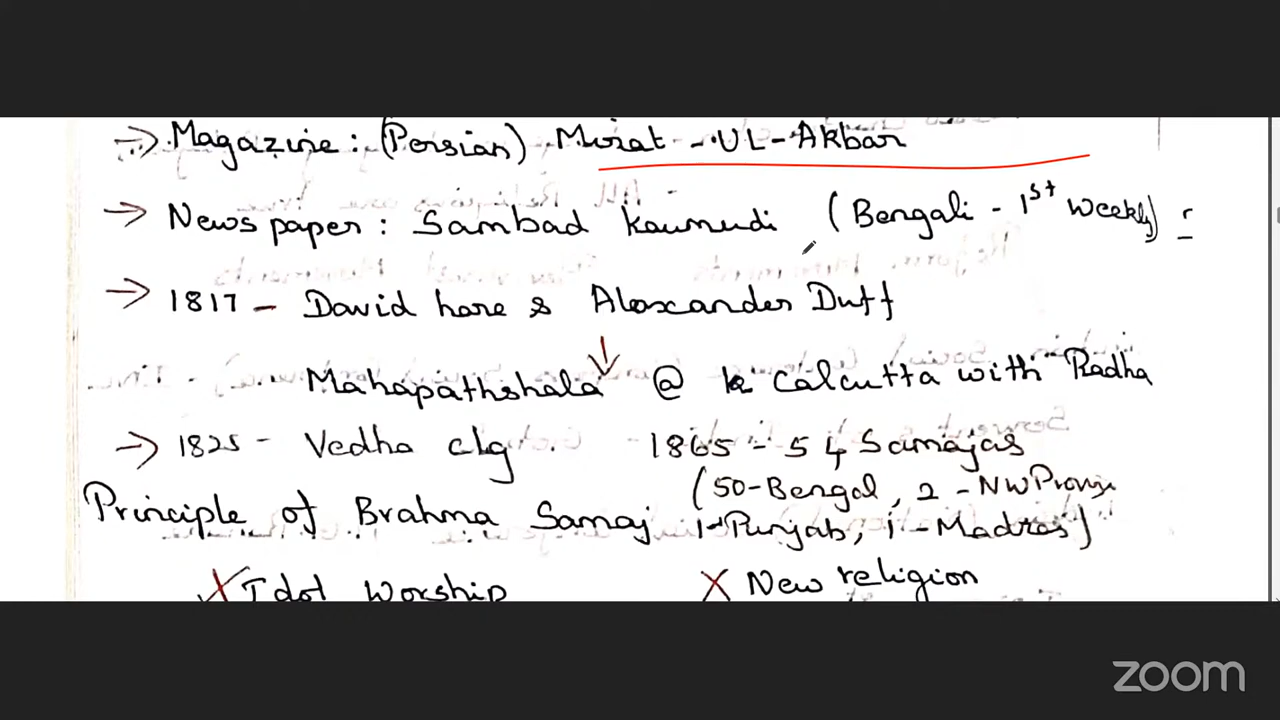 → Magazine : (Persian) Mirat - UL - Akbar
→ News paper : Sambad Kaumudi (Bengali - 1st weekly)
→ 1817 - David hare & Alexander Duff
↓
Mahapathshala @ Calcutta with Radha
→ 1825 - Vedha clg . 1865 - 54 Samajas
(50-Bengal, 2 - NW Provi
Principle of Brahma Samaj 1-Punjab, 1 - Madras)
X Idol Worship X New religion
zoom